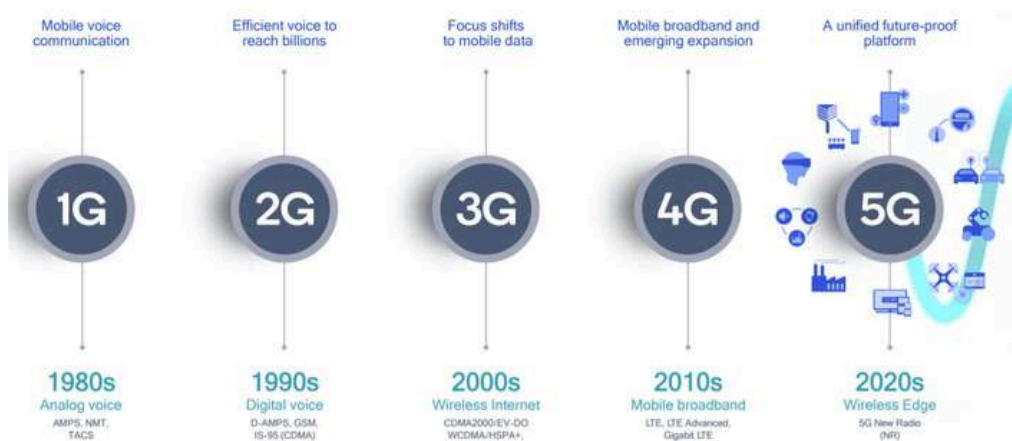 Mobile voice
communication
Efficient voice to
reach billions
Focus shifts
to mobile data
Mobile broadband and
emerging expansion
A unified future-proof
platform
1G
2G
3G
4G
5G
1980s
Analog voice
AMPS, NMT,
TACS
1990s
Digital voice
D-AMPS, GSM,
IS-95 (CDMA)
2000s
Wireless Internet
CDMA2000/EV-DO
WCDMA/HSPA+,
2010s
Mobile broadband
LTE, LTE Advanced,
Gigabit LTE
2020s
Wireless Edge
5G New Radio
(NR)